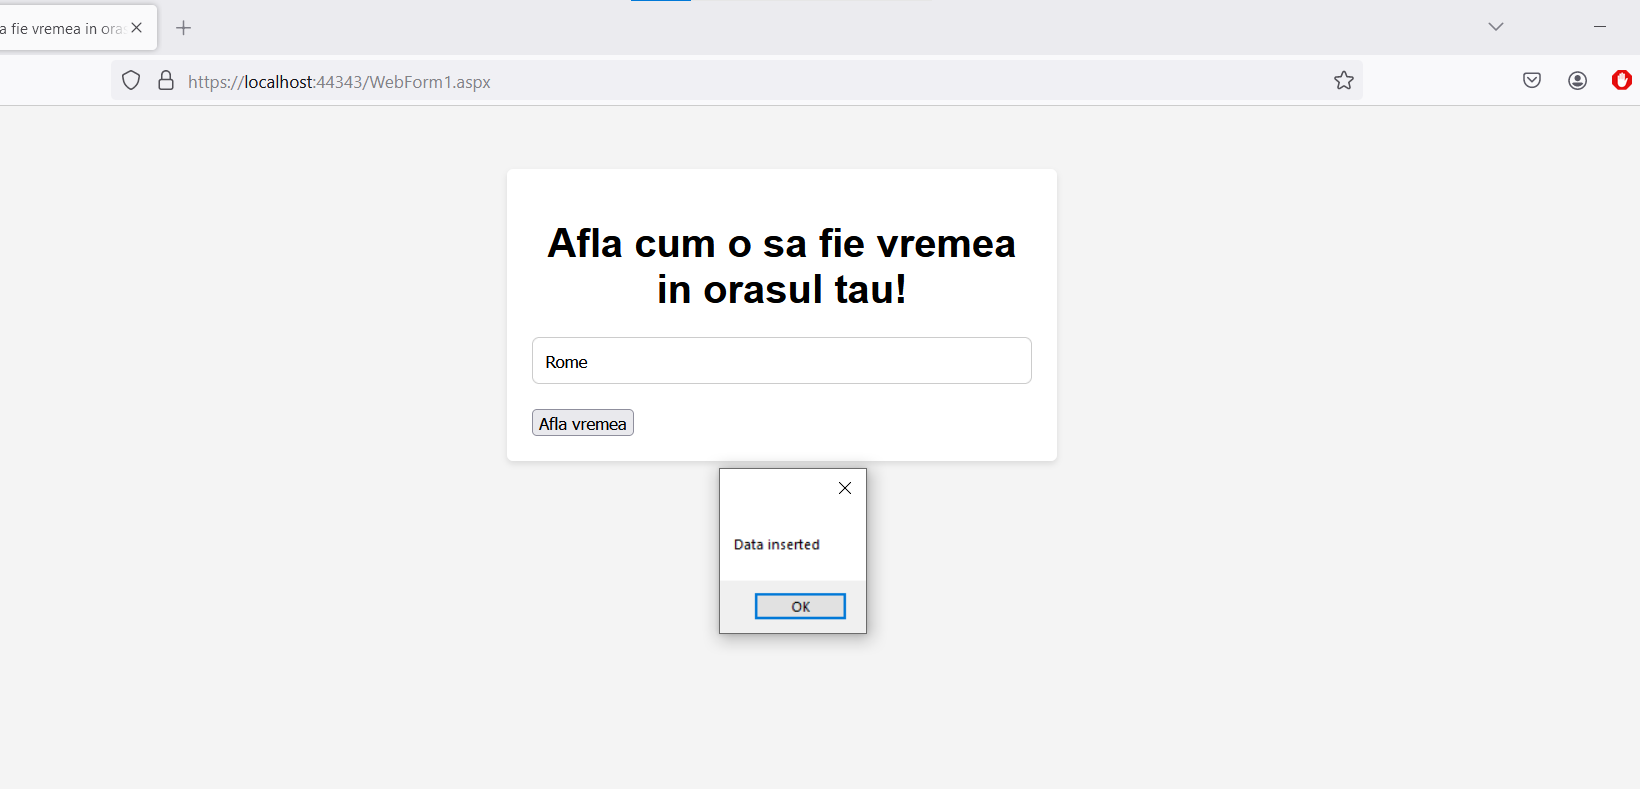 a fie vremea in oras
https://localhost:44343/WebForm1.aspx
Afla cum o sa fie vremea
in orasul tau!
Rome
Afla vremea
Data inserted
OK